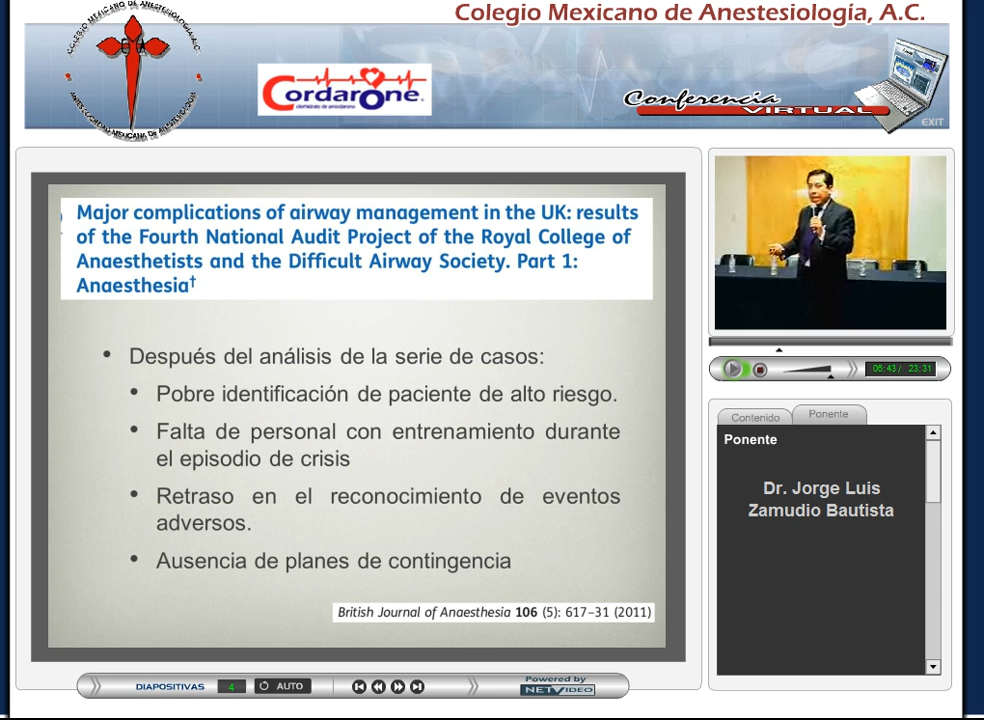 Colegio Mexicano de Anestesiología, A.C.
COLEGIO MEXICANO DE ANESTESIOLOGIA, A.C.
Cordarone
Conferencia
VIRTUAL
EXIT
Major complications of airway management in the UK: results
of the Fourth National Audit Project of the Royal College of
Anaesthetists and the Difficult Airway Society. Part 1:
Anaesthesia†
• Después del análisis de la serie de casos:
• Pobre identificación de paciente de alto riesgo.
• Falta de personal con entrenamiento durante
el episodio de crisis
• Retraso en el reconocimiento de eventos
adversos.
• Ausencia de planes de contingencia
British Journal of Anaesthesia 106 (5): 617–31 (2011)
06:43 / 23:31
Contenido
Ponente
Ponente
Dr. Jorge Luis
Zamudio Bautista
DIAPOSITIVAS 4 AUTO
Powered by
NETVIDEO